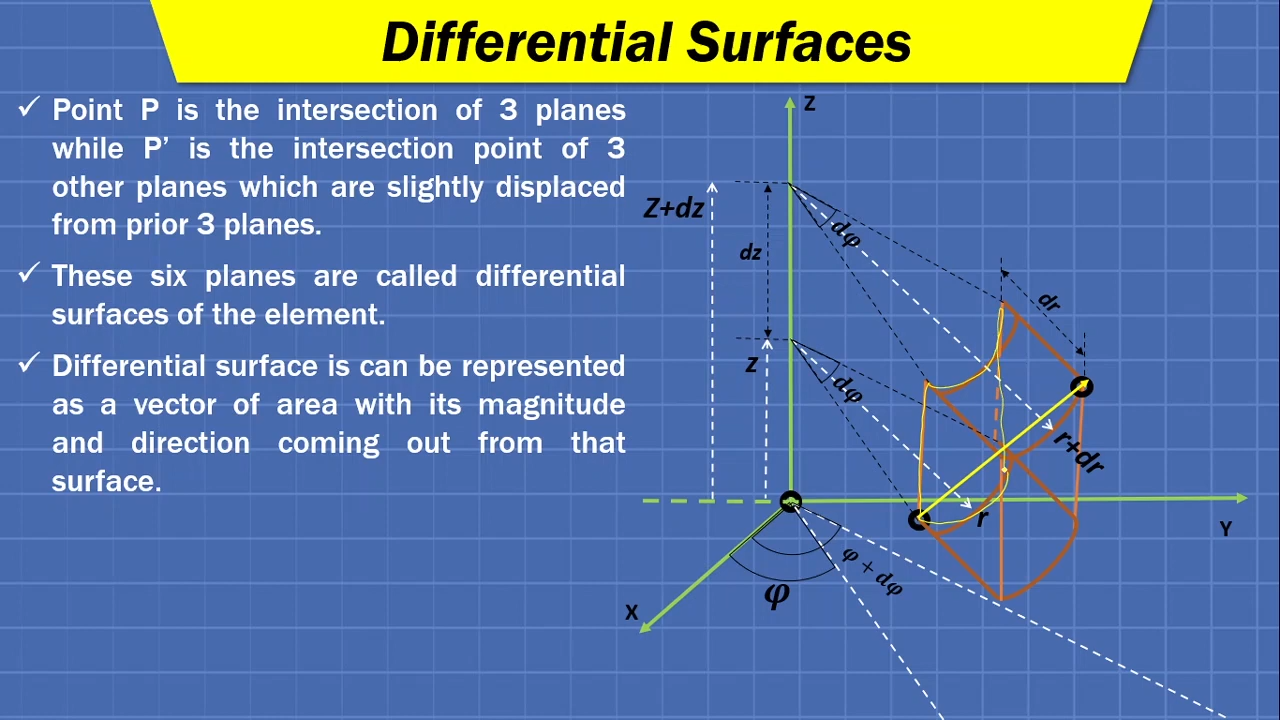 Differential Surfaces
✓ Point P is the intersection of 3 planes
while P’ is the intersection point of 3
other planes which are slightly displaced
from prior 3 planes.
✓ These six planes are called differential
surfaces of the element.
✓ Differential surface is can be represented
as a vector of area with its magnitude
and direction coming out from that
surface.
Z
Z+dz
dφ
dz
dr
z
dφ
r+dr
r
Y
φ + dφ
φ
X